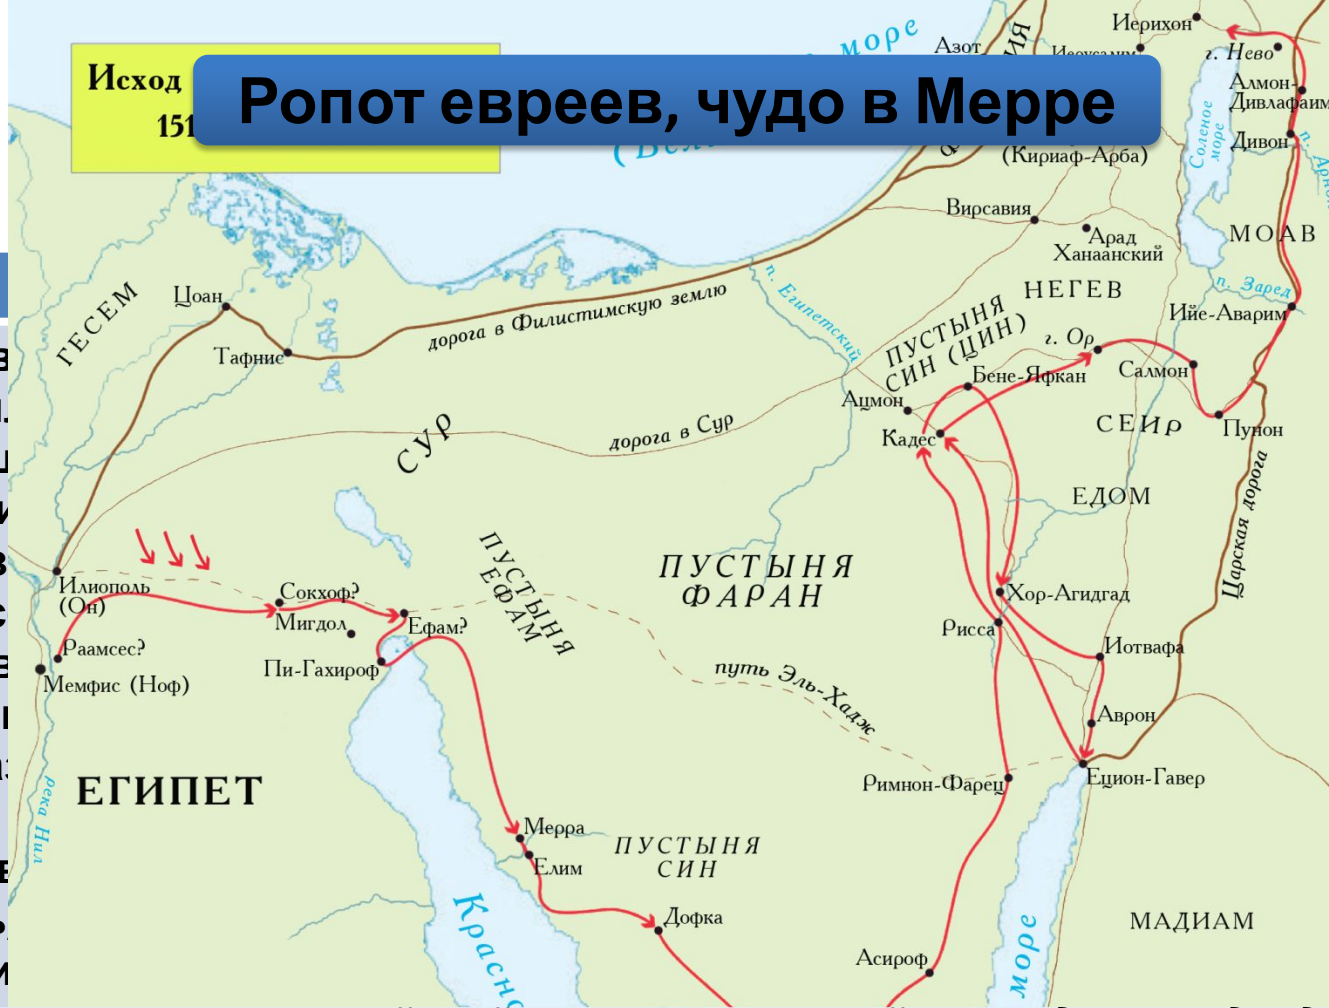 Исход
151
Ропот евреев, чудо в Мерре
море
Азот
Иерихон
г. Нево
Алмон-
Дивлафаим
Соленое
море
Дивон
(Кириаф-Арба)
Вирсавия
Арад
Ханаанский
МОАВ
НЕГЕВ
п. Заред
Ийе-Аварим
п. Египетский
ПУСТЫНЯ
СИН (ЦИН)
г. Ор
Бене-Яфкан
Салмон
Ацмон
Кадес
СЕИР
Пунон
ЕДОМ
Царская дорога
ГЕСЕМ
Цоан
Тафнис
дорога в Филистимскую землю
СУР
дорога в Сур
ПУСТЫНЯ
ЕФАМ
ПУСТЫНЯ
ФАРАН
Илиополь
(Он)
Сокхоф?
Мигдол
Ефам?
Раамсес?
Пи-Гахироф
Мемфис (Ноф)
Хор-Агидгад
Рисса
Иотвафа
путь Эль-Хадж
Аврон
Римнон-Фарец
Ецион-Гавер
ЕГИПЕТ
река Нил
Мерра
Елим
ПУСТЫНЯ
СИН
Дофка
Красно
Асироф
море
МАДИАМ